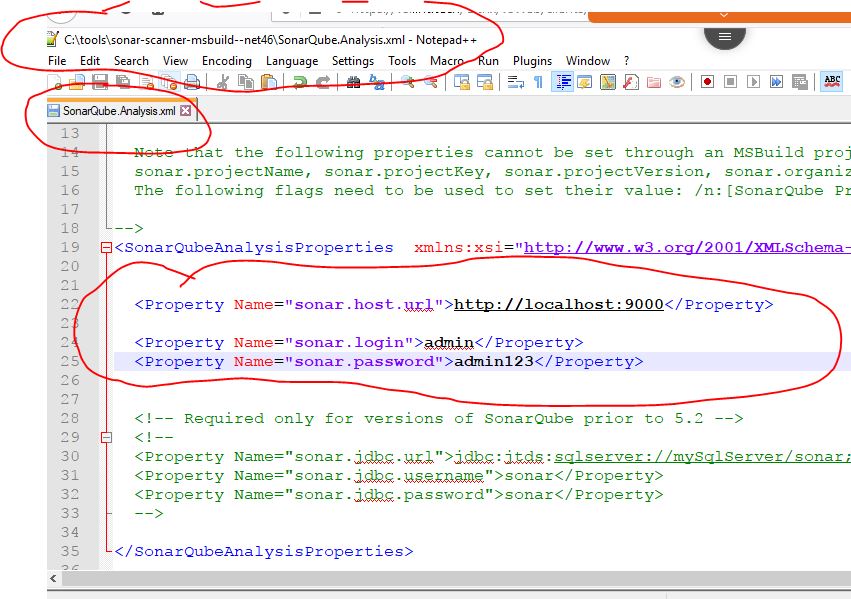 C:\tools\sonar-scanner-msbuild--net46\SonarQube.Analysis.xml - Notepad++
File Edit Search View Encoding Language Settings Tools Macro Run Plugins Window ?
ABC
SonarQube.Analysis.xml
13
14 Note that the following properties cannot be set through an MSBuild proj
15 sonar.projectName, sonar.projectKey, sonar.projectVersion, sonar.organiz
16 The following flags need to be used to set their value: /n:[SonarQube Pr
17
18 -->
19 <SonarQubeAnalysisProperties xmlns:xsi="http://www.w3.org/2001/XMLSchema-
20
21
22 <Property Name="sonar.host.url">http://localhost:9000</Property>
23
24 <Property Name="sonar.login">admin</Property>
25 <Property Name="sonar.password">admin123</Property>
26
27
28 <!-- Required only for versions of SonarQube prior to 5.2 -->
29 <!--
30 <Property Name="sonar.jdbc.url">jdbc:jtds:sqlserver://mySqlServer/sonar;
31 <Property Name="sonar.jdbc.username">sonar</Property>
32 <Property Name="sonar.jdbc.password">sonar</Property>
33 -->
34
35 </SonarQubeAnalysisProperties>